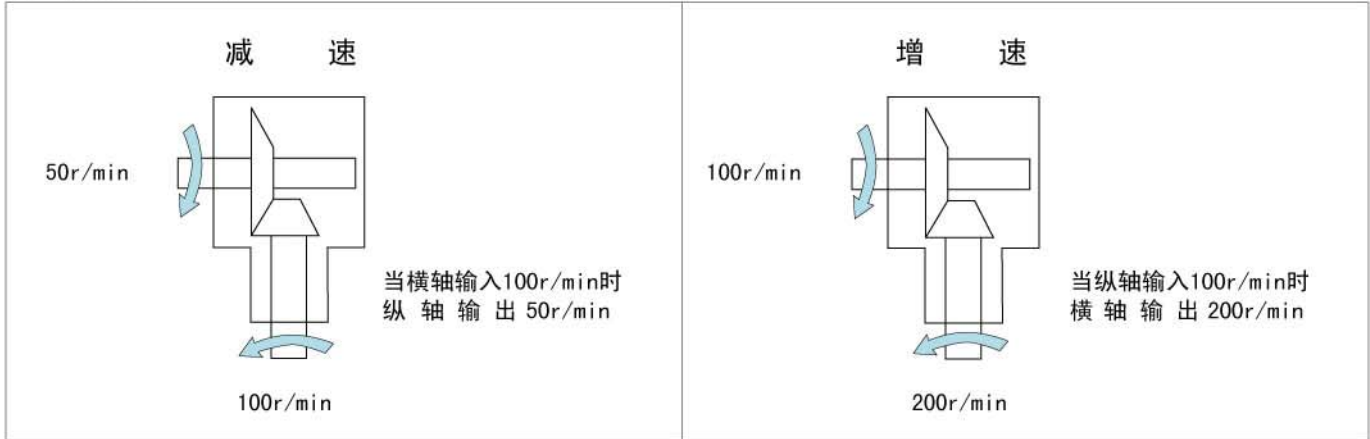 减 速
50r/min
当横轴输入100r/min时
纵 轴 输 出 50r/min
100r/min
增 速
100r/min
当纵轴输入100r/min时
横 轴 输 出 200r/min
200r/min